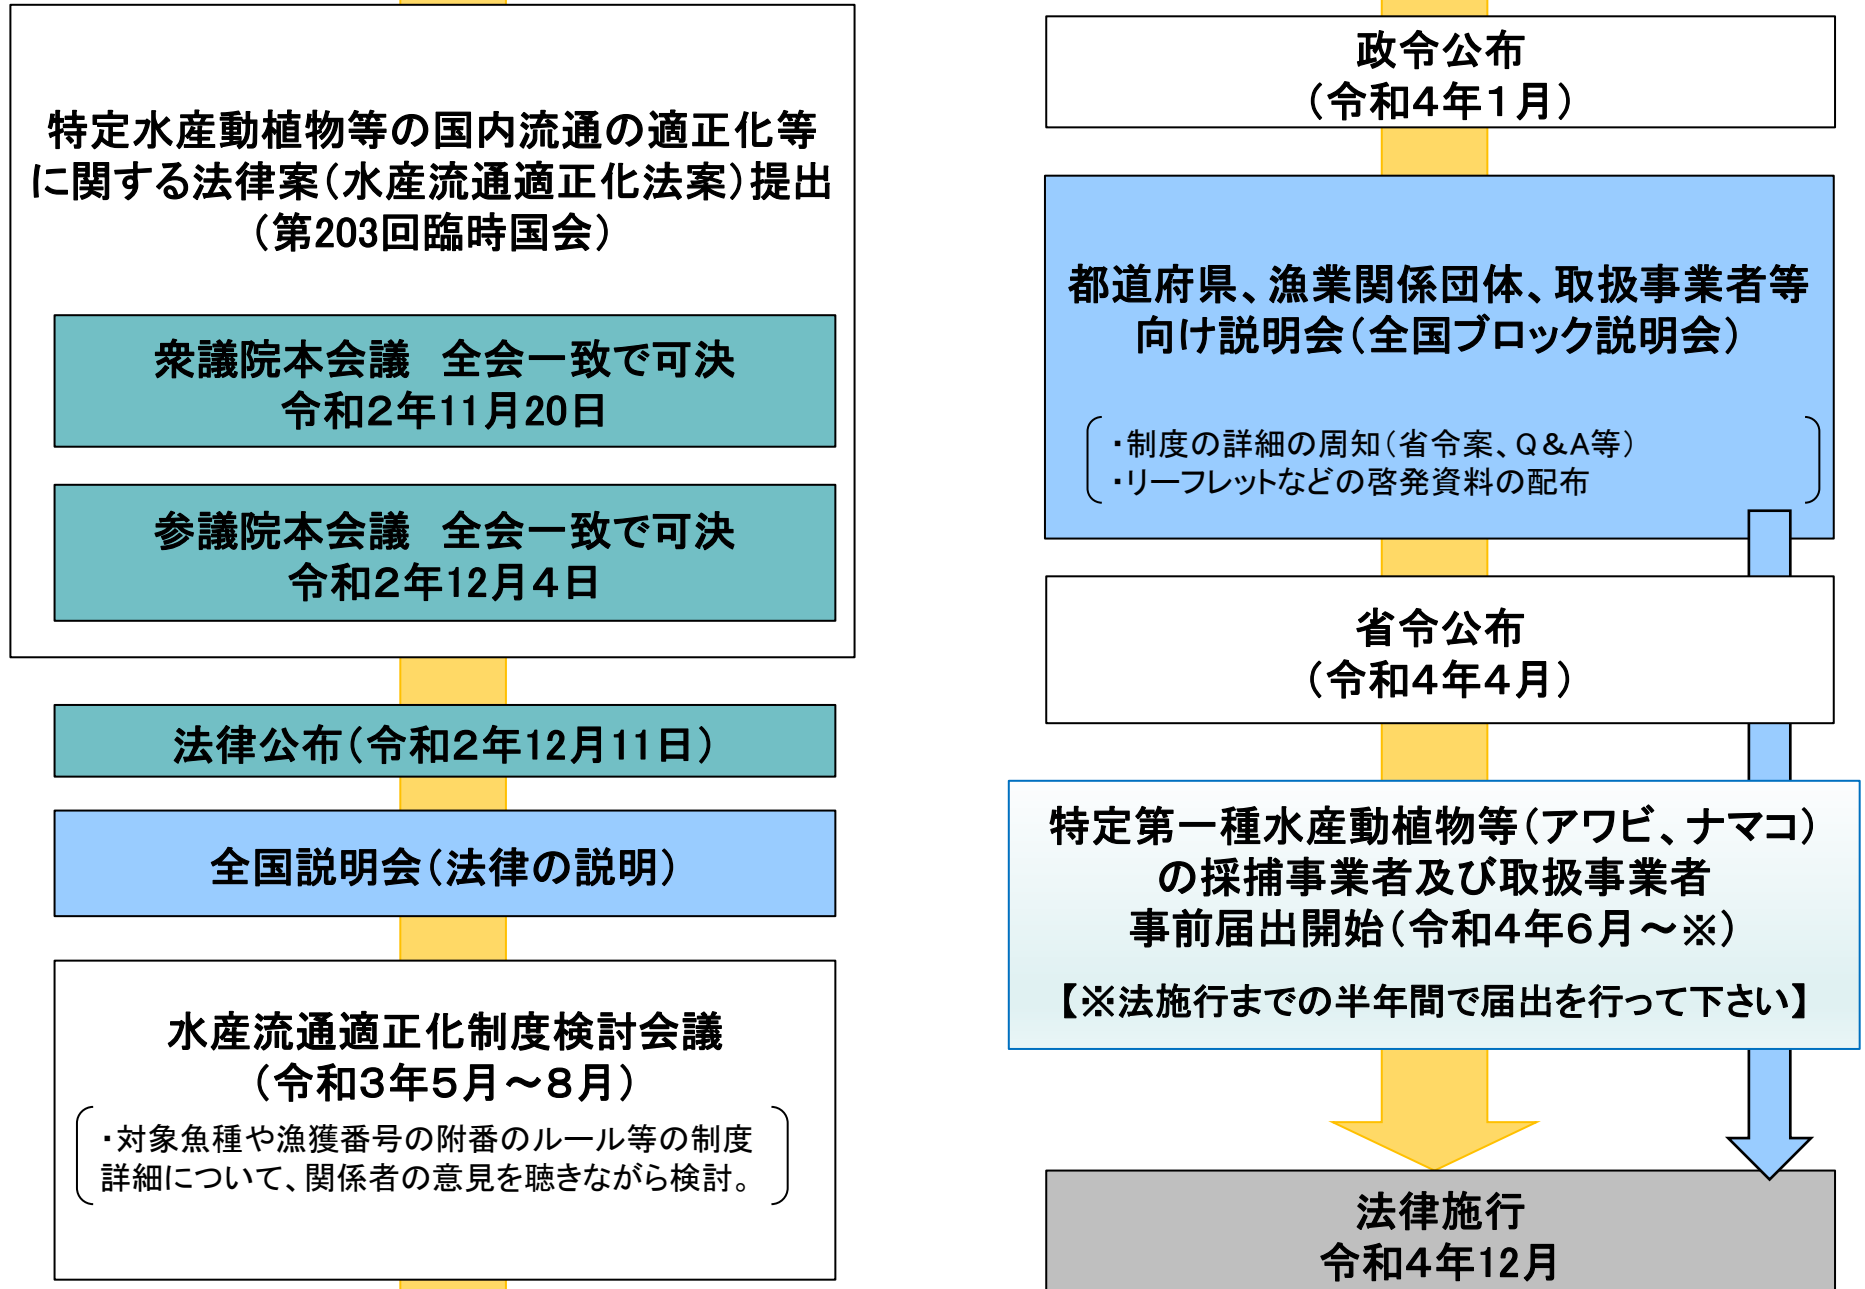 特定水産動植物等の国内流通の適正化等
に関する法律案(水産流通適正化法案)提出
(第203回臨時国会)
衆議院本会議　全会一致で可決
令和2年11月20日
参議院本会議　全会一致で可決
令和2年12月4日
法律公布(令和2年12月11日)
全国説明会(法律の説明)
水産流通適正化制度検討会議
(令和3年5月～8月)
・対象魚種や漁獲番号の附番のルール等の制度
詳細について、関係者の意見を聴きながら検討。
政令公布
(令和4年1月)
都道府県、漁業関係団体、取扱事業者等
向け説明会(全国ブロック説明会)
・制度の詳細の周知(省令案、Q&A等)
・リーフレットなどの啓発資料の配布
省令公布
(令和4年4月)
特定第一種水産動植物等(アワビ、ナマコ)
の採捕事業者及び取扱事業者
事前届出開始(令和4年6月～※)
【※法施行までの半年間で届出を行って下さい】
法律施行
令和4年12月